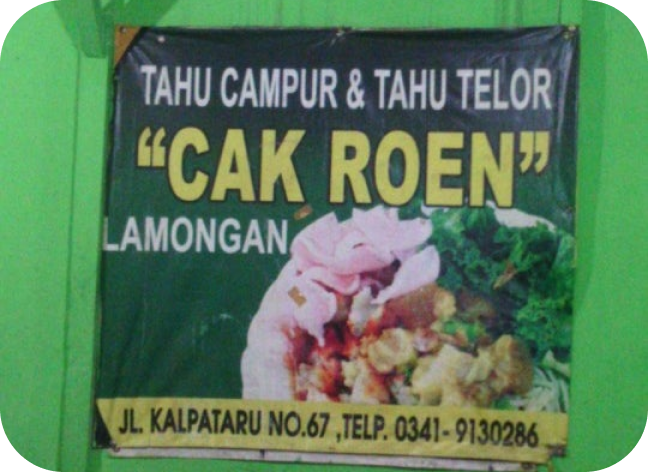 TAHU CAMPUR & TAHU TELOR
“CAK ROEN”
LAMONGAN
JL. KALPATARU NO.67 ,TELP. 0341- 9130286